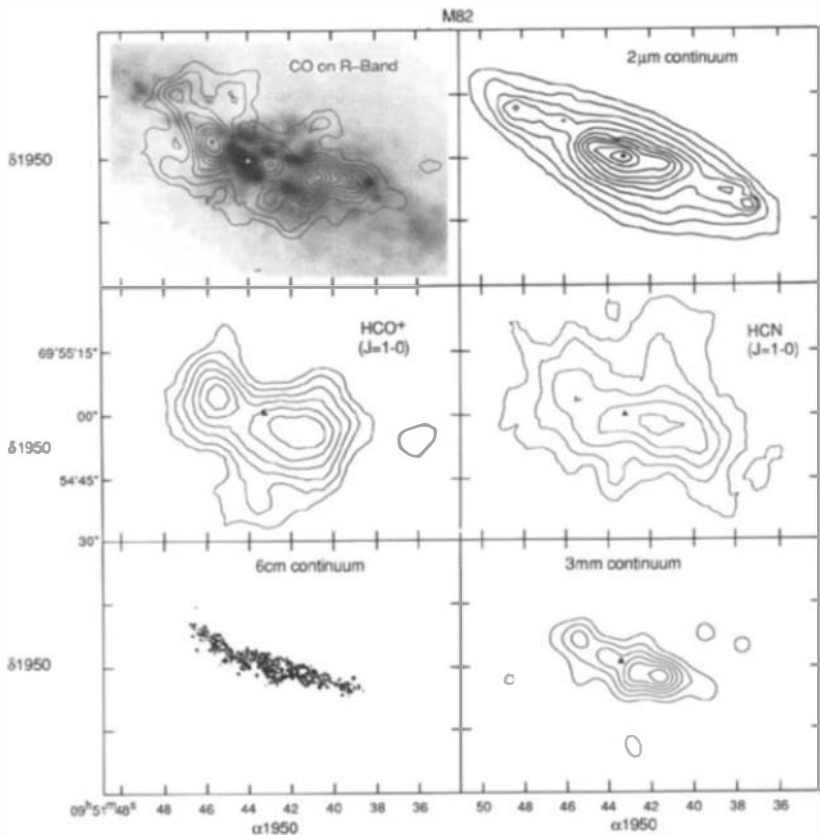 M82
CO on R-Band
2μm continuum
δ1950
HCO+
(J=1-0)
HCN
(J=1-0)
69°55'15"
00"
δ1950
54'45"
30"
6cm continuum
3mm continuum
δ1950
09ʰ51ᵐ48ˢ 48 46 44 42 40 38 36
50 48 46 44 42 40 38 36
α1950
α1950